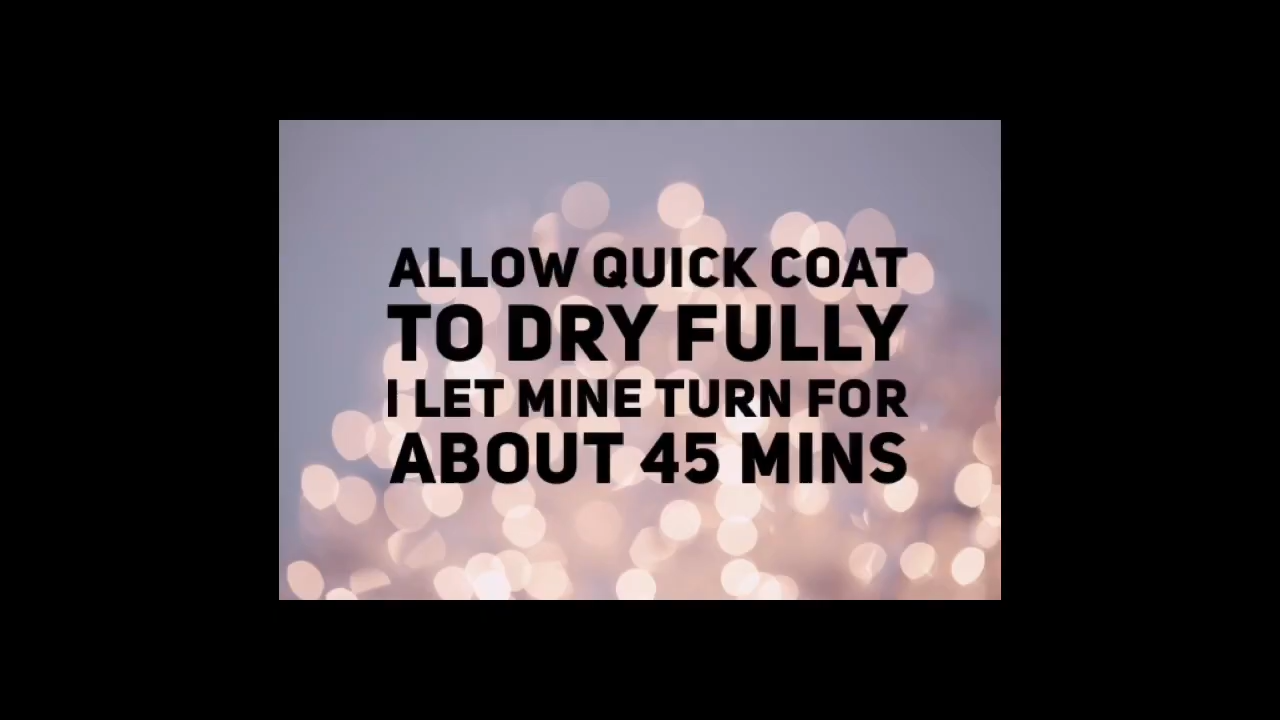 ALLOW QUICK COAT
TO DRY FULLY
I LET MINE TURN FOR
ABOUT 45 MINS